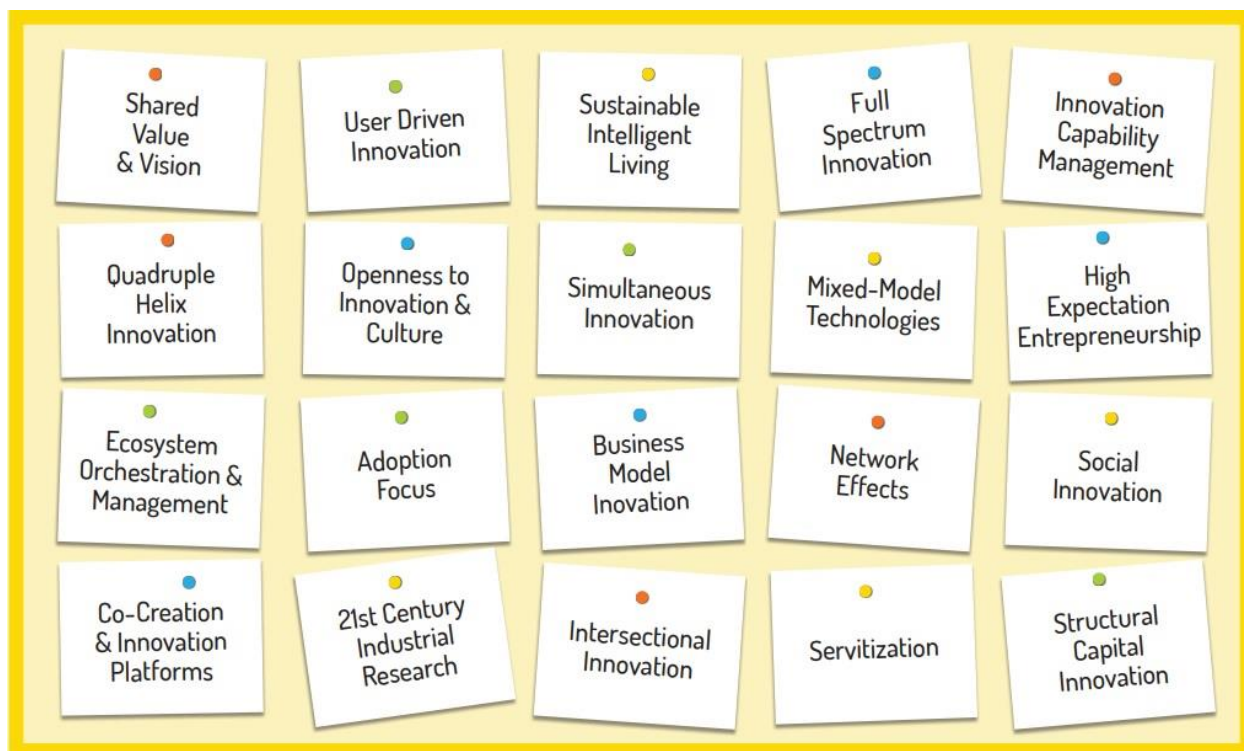 Shared
Value
& Vision
User Driven
Innovation
Sustainable
Intelligent
Living
Full
Spectrum
Innovation
Innovation
Capability
Management
Quadruple
Helix
Innovation
Openness to
Innovation &
Culture
Simultaneous
Innovation
Mixed-Model
Technologies
High
Expectation
Entrepreneurship
Ecosystem
Orchestration &
Management
Adoption
Focus
Business
Model
Inovation
Network
Effects
Social
Innovation
Co-Creation
& Innovation
Platforms
21st Century
Industrial
Research
Intersectional
Innovation
Servitization
Structural
Capital
Innovation